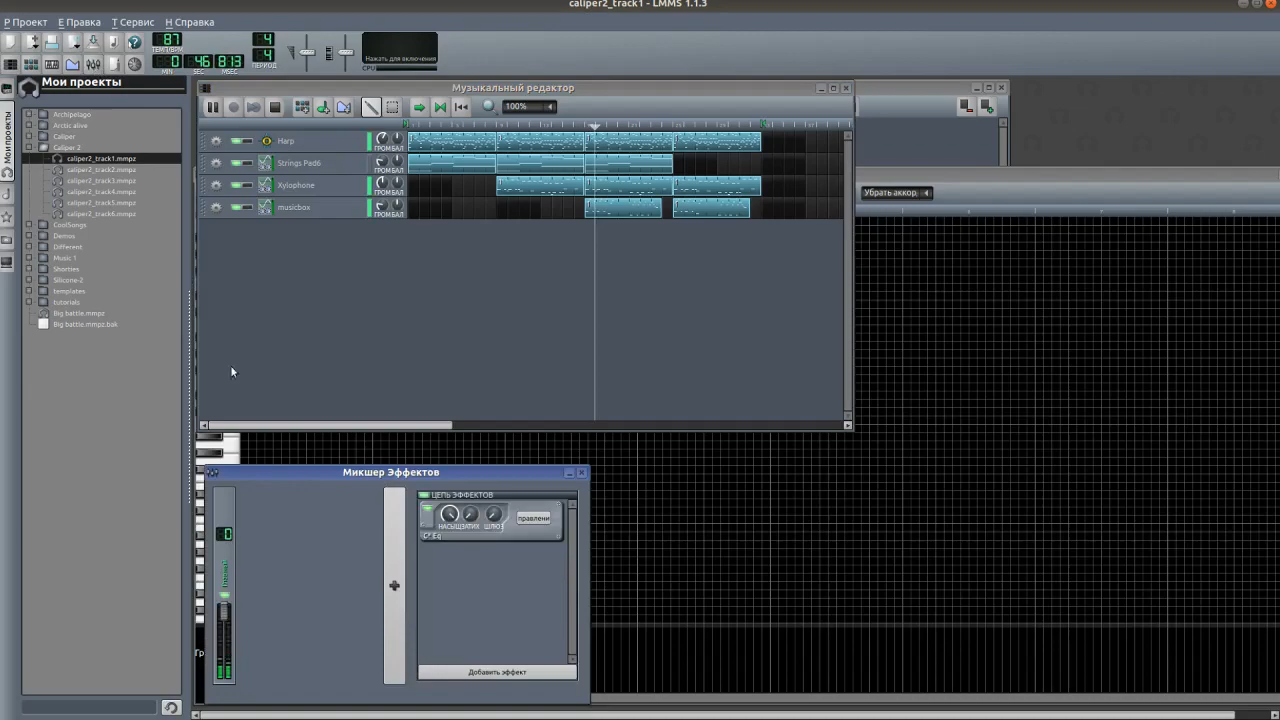 caliper2_track1 - LMMS 1.1.3
P Проект E Правка T Сервис H Справка
87
ТЕМП/BPM
0 46 813
MIN SEC MSEC
4
4
ПЕРИОД
Нажать для включения
CPU
Мои проекты
Мои проекты
Archipelago
Arctic alive
Caliper
Caliper 2
caliper2_track1.mmpz
caliper2_track2.mmpz
caliper2_track3.mmpz
caliper2_track4.mmpz
caliper2_track5.mmpz
caliper2_track6.mmpz
CoolSongs
Demos
Different
Music 1
Shorties
Silicone-2
templates
tutorials
Big battle.mmpz
Big battle.mmpz.bak
Музыкальный редактор
100%
Harp
ГРОМ БАЛ
Strings Pad6
ГРОМ БАЛ
Xylophone
ГРОМ БАЛ
musicbox
ГРОМ БАЛ
Убрать аккор
Микшер Эффектов
0
ЦЕПЬ ЭФФЕКТОВ
НАСЫЩ ЗАТИХ ШЛЮЗ
правлени
Eq
Добавить эффект
Гр